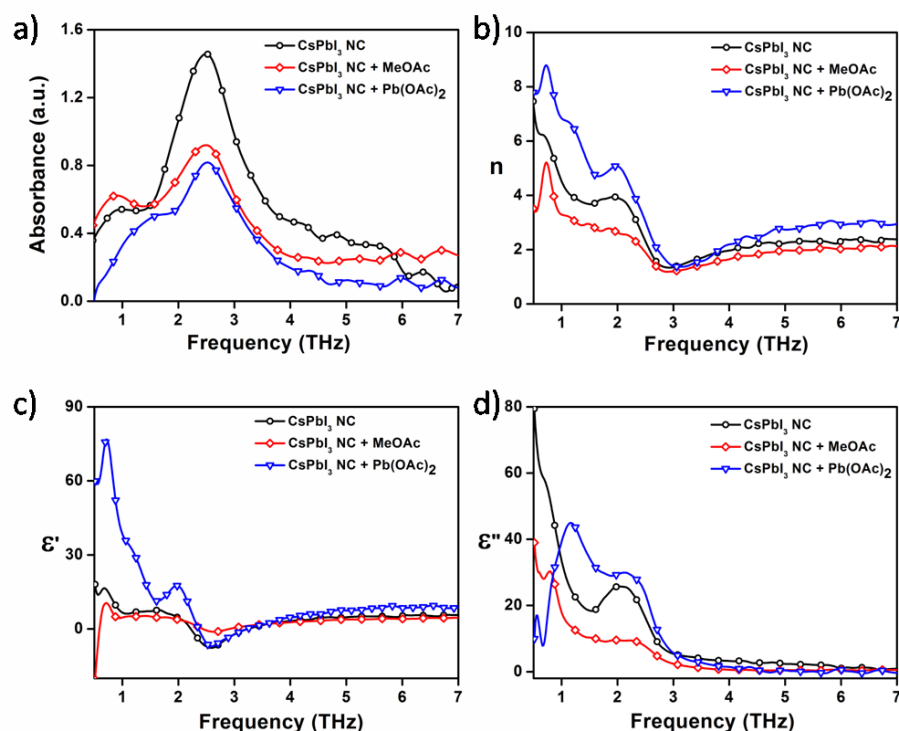 a)
Absorbance (a.u.)
1.6
1.2
0.8
0.4
0.0
CsPbI₃ NC
CsPbI₃ NC + MeOAc
CsPbI₃ NC + Pb(OAc)₂
1 2 3 4 5 6 7
Frequency (THz)
b)
n
10
8
6
4
2
0
CsPbI₃ NC
CsPbI₃ NC + MeOAc
CsPbI₃ NC + Pb(OAc)₂
1 2 3 4 5 6 7
Frequency (THz)
c)
ε'
90
60
30
0
CsPbI₃ NC
CsPbI₃ NC + MeOAc
CsPbI₃ NC + Pb(OAc)₂
1 2 3 4 5 6 7
Frequency (THz)
d)
ε"
80
60
40
20
0
CsPbI₃ NC
CsPbI₃ NC + MeOAc
CsPbI₃ NC + Pb(OAc)₂
1 2 3 4 5 6 7
Frequency (THz)